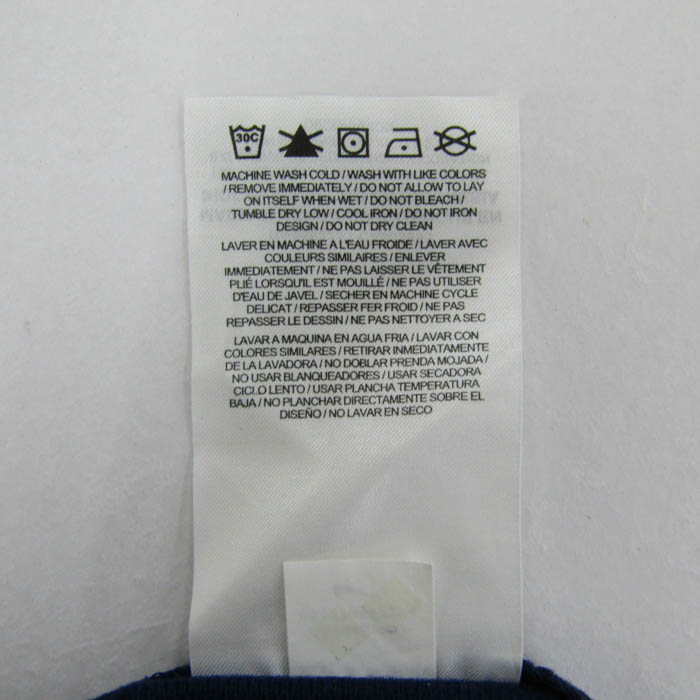 30C
MACHINE WASH COLD / WASH WITH LIKE COLORS
/ REMOVE IMMEDIATELY / DO NOT ALLOW TO LAY
ON ITSELF WHEN WET / DO NOT BLEACH /
TUMBLE DRY LOW / COOL IRON / DO NOT IRON
DESIGN / DO NOT DRY CLEAN
LAVER EN MACHINE A L'EAU FROIDE / LAVER AVEC
COULEURS SIMILAIRES / ENLEVER
IMMEDIATEMENT / NE PAS LAISSER LE VÊTEMENT
PLIÉ LORSQU'IL EST MOUILLÉ / NE PAS UTILISER
D'EAU DE JAVEL / SECHER EN MACHINE CYCLE
DELICAT / REPASSER FER FROID / NE PAS
REPASSER LE DESSIN / NE PAS NETTOYER A SEC
LAVAR A MAQUINA EN AGUA FRIA / LAVAR CON
COLORES SIMILARES / RETIRAR INMEDIATAMENTE
DE LA LAVADORA / NO DOBLAR PRENDA MOJADA /
NO USAR BLANQUEADORES / USAR SECADORA
CICLO LENTO / USAR PLANCHA TEMPERATURA
BAJA / NO PLANCHAR DIRECTAMENTE SOBRE EL
DISEÑO / NO LAVAR EN SECO